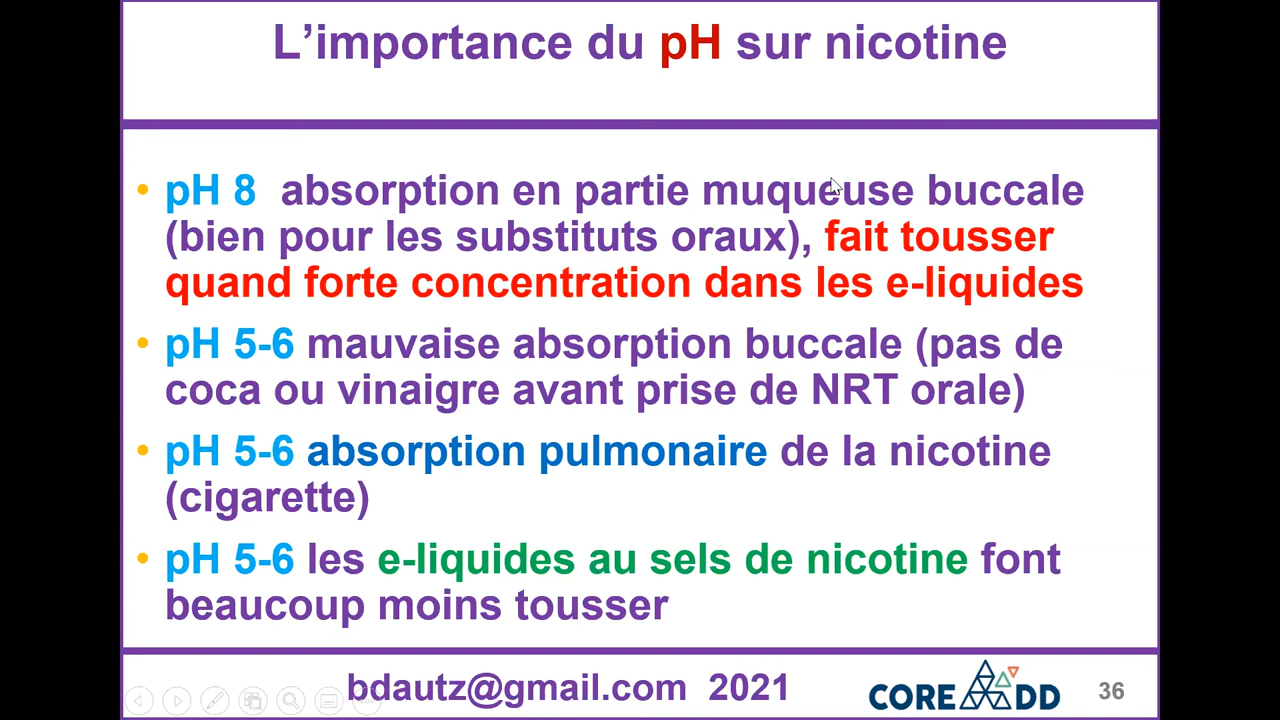 L’importance du pH sur nicotine
• pH 8 absorption en partie muqueuse buccale
(bien pour les substituts oraux), fait tousser
quand forte concentration dans les e-liquides
• pH 5-6 mauvaise absorption buccale (pas de
coca ou vinaigre avant prise de NRT orale)
• pH 5-6 absorption pulmonaire de la nicotine
(cigarette)
• pH 5-6 les e-liquides au sels de nicotine font
beaucoup moins tousser
bdautz@gmail.com 2021
COREADD
36